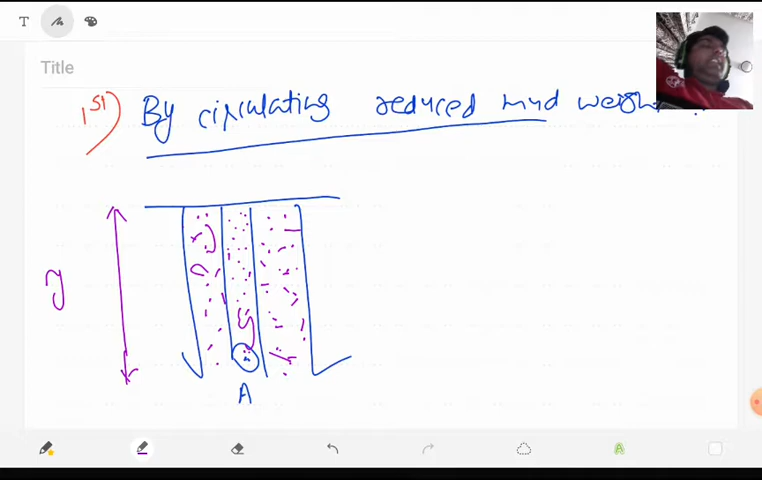 T A
Title
1st) By circulating reduced mud weight
y
A
A